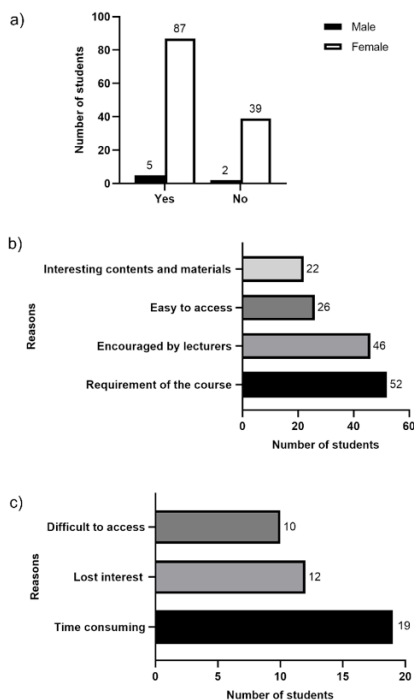 a)
Male
Female
Number of students
100
80
60
40
20
0
5
87
2
39
Yes
No
b)
Reasons
Interesting contents and materials
22
Easy to access
26
Encouraged by lecturers
46
Requirement of the course
52
0
20
40
60
Number of students
c)
Reasons
Difficult to access
10
Lost interest
12
Time consuming
19
0
5
10
15
20
Number of students